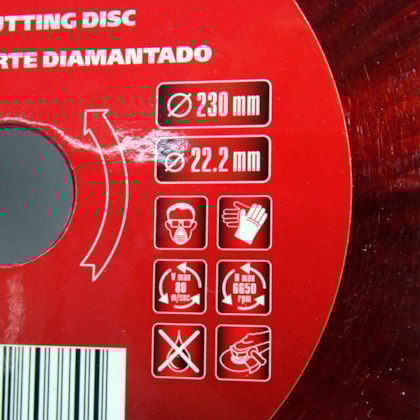 UTTING DISC
RTE DIAMANTADO
Ø 230 mm
Ø 22.2 mm
V max
80
m/sec
N max
6650
rpm